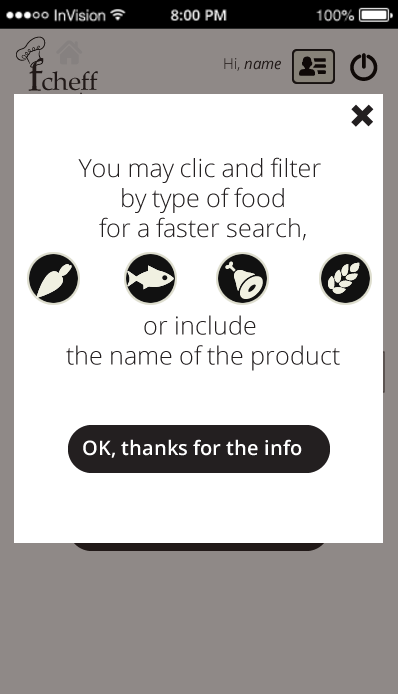 InVision 8:00 PM 100%
fcheff
Hi, name
You may clic and filter
by type of food
for a faster search,
or include
the name of the product
OK, thanks for the info